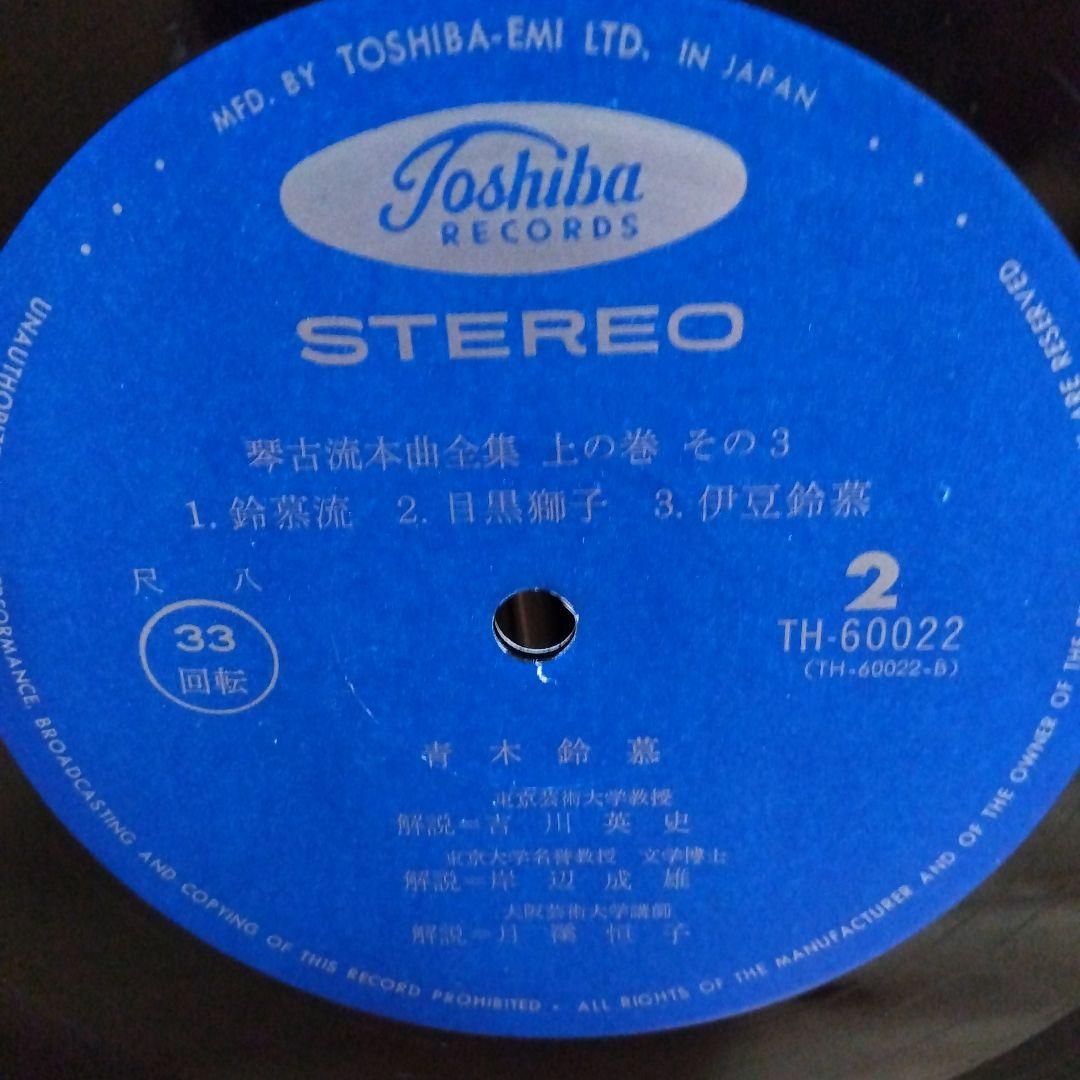 MFD. BY TOSHIBA-EMI LTD. IN JAPAN
Toshiba
RECORDS
STEREO
琴古流本曲全集 上の巻 その3
1. 鈴慕流 2. 目黒獅子 3. 伊豆鈴慕
尺 八
33
回転
2
TH-60022
(TH-60022-B)
青木鈴慕
東京芸術大学教授
解説=吉川英史
東京大学名誉教授 文学博士
解説=岸辺成雄
大阪芸術大学講師
解説=月溪恒子
BROADCASTING AND COPYING OF THIS RECORD PROHIBITED • ALL RIGHTS OF THE MANUFACTURER AND OF THE OWNER OF THE
ARE RESERVED